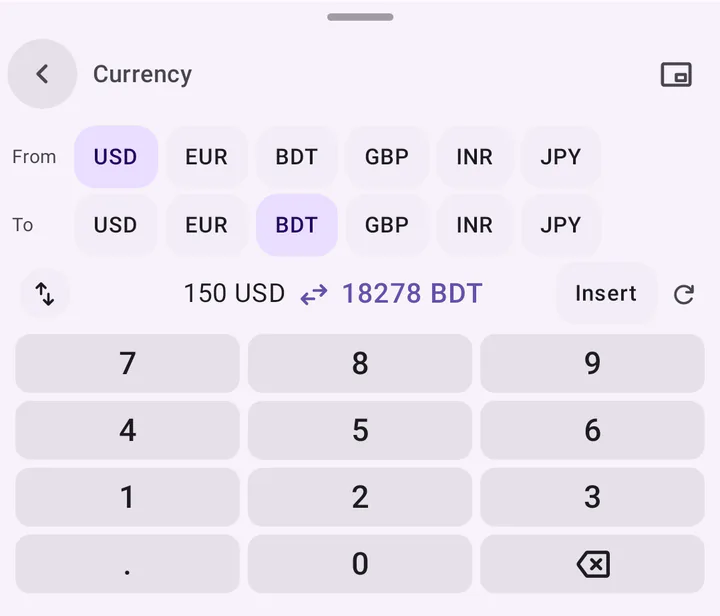 Currency
From USD EUR BDT GBP INR JPY
To USD EUR BDT GBP INR JPY
150 USD 18278 BDT Insert
7 8 9
4 5 6
1 2 3
. 0